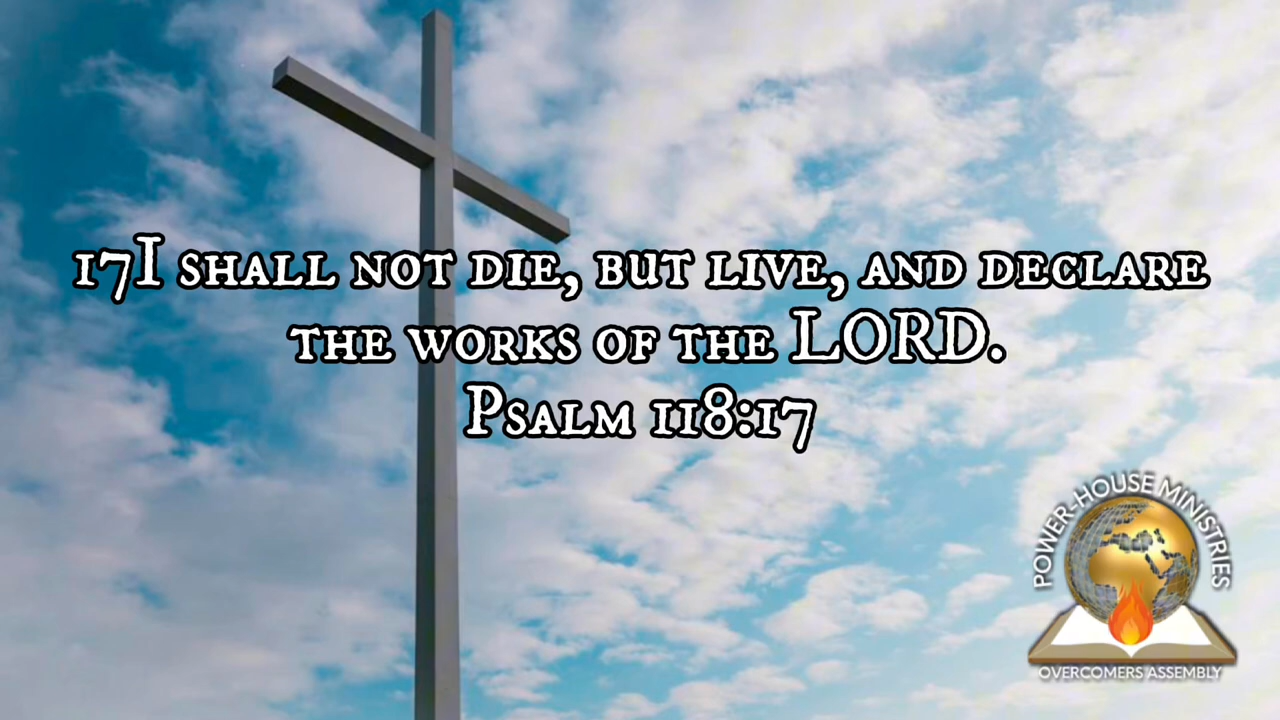 17I shall not die, but live, and declare
the works of the LORD.
Psalm 118:17
POWER-HOUSE MINISTRIES
OVERCOMERS ASSEMBLY